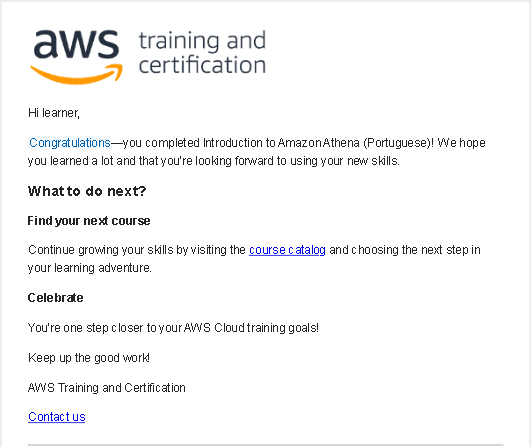 aws training and
certification
Hi learner,
Congratulations—you completed Introduction to Amazon Athena (Portuguese)! We hope
you learned a lot and that you're looking forward to using your new skills.
What to do next?
Find your next course
Continue growing your skills by visiting the course catalog and choosing the next step in
your learning adventure.
Celebrate
You're one step closer to your AWS Cloud training goals!
Keep up the good work!
AWS Training and Certification
Contact us